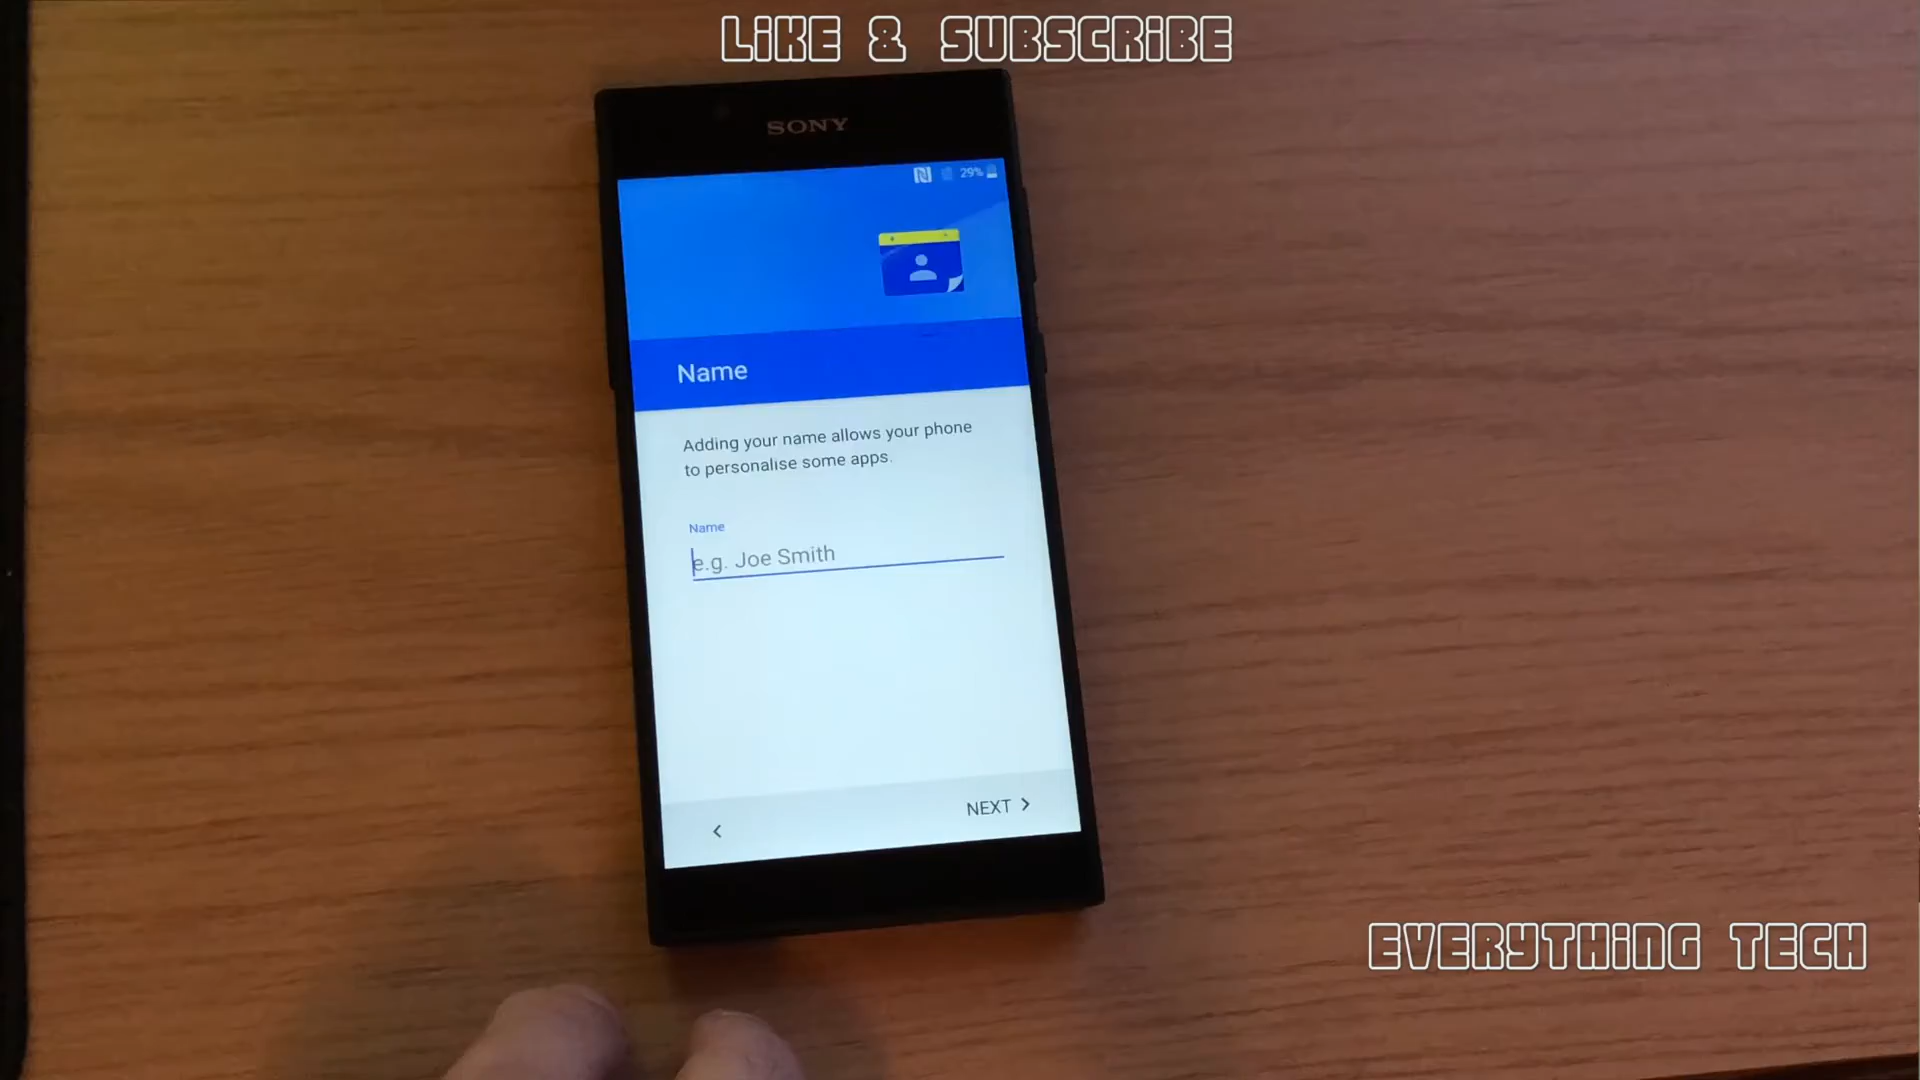 LIKE & SUBSCRIBE
SONY
29%
Name
Adding your name allows your phone
to personalise some apps.
Name
e.g. Joe Smith
NEXT
EVERYTHING TECH